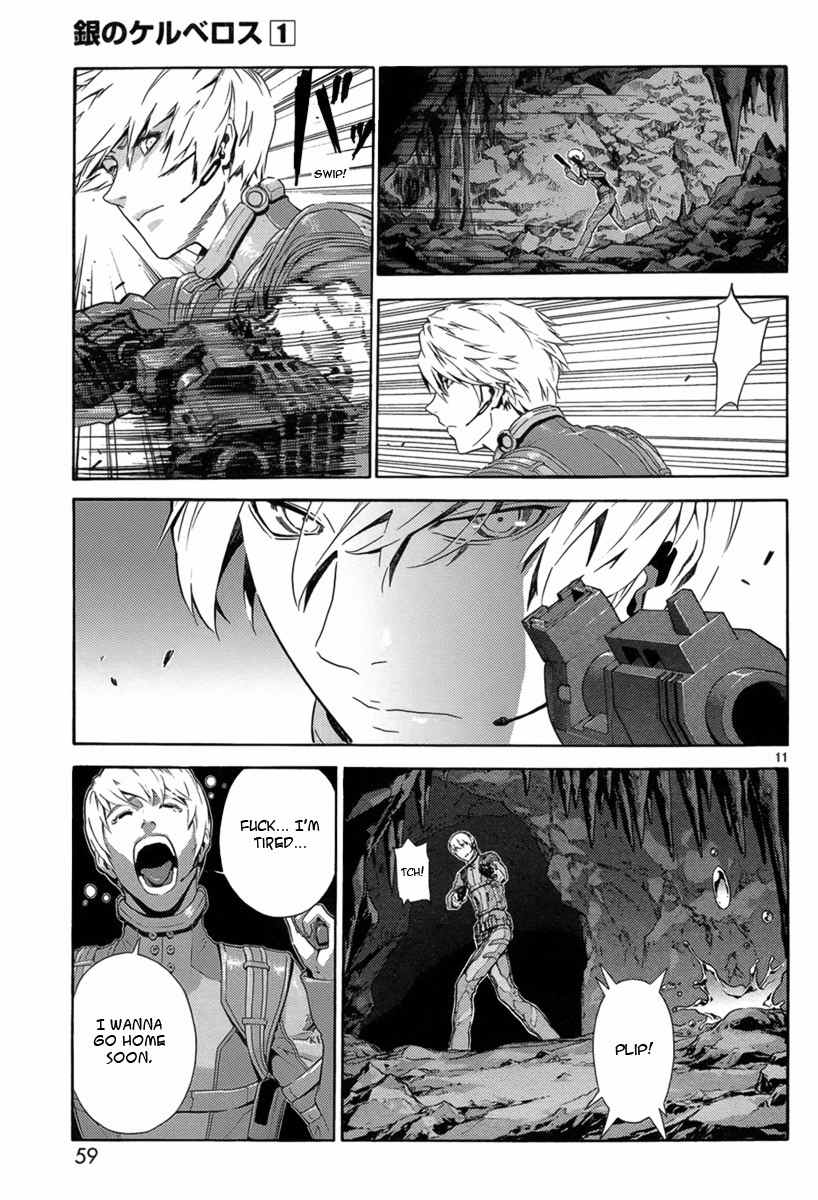 銀のケルベロス 1
バッ
SWIP!
11
TCH!
PLIP!
FUCK... I'M
TIRED...
I WANNA
GO HOME
SOON.
59